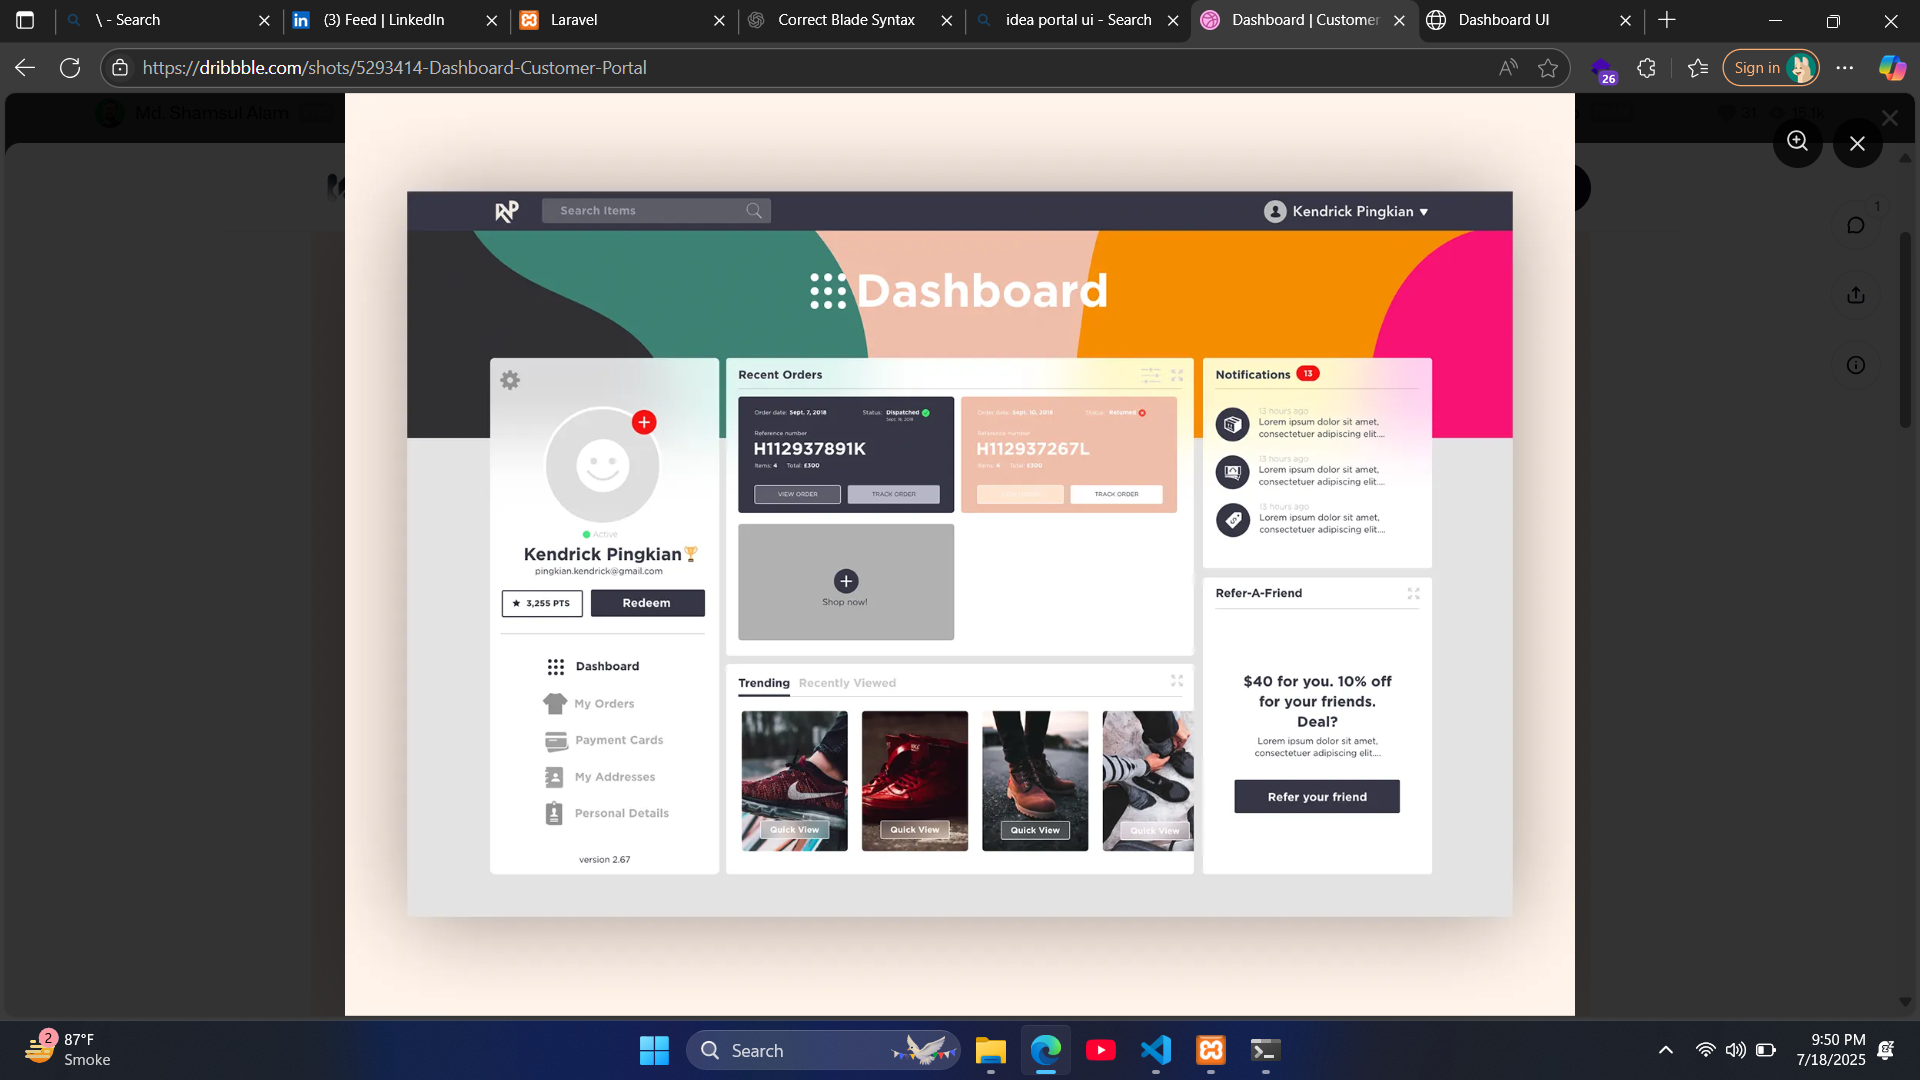 \ - Search
(3) Feed | LinkedIn
Laravel
Correct Blade Syntax
idea portal ui - Search
Dashboard | Customer
Dashboard UI
https://dribbble.com/shots/5293414-Dashboard-Customer-Portal
26
Sign in
Md. Shamsul Alam
31
15.1k
1
Search Items
Kendrick Pingkian
Dashboard
Active
Kendrick Pingkian
pingkian.kendrick@gmail.com
3,255 PTS
Redeem
Dashboard
My Orders
Payment Cards
My Addresses
Personal Details
version 2.67
Recent Orders
Order date: Sept. 7, 2018
Status: Dispatched
Sept. 16, 2018
Reference number
H112937891K
Items: 4 Total: £300
VIEW ORDER
TRACK ORDER
Order date: Sept. 10, 2018
Status: Returned
Reference number
H112937267L
Items: 4 Total: £300
TRACK ORDER
Shop now!
Trending
Recently Viewed
Quick View
Quick View
Quick View
Quick View
Notifications 13
13 hours ago
Lorem ipsum dolor sit amet,
consectetuer adipiscing elit....
13 hours ago
Lorem ipsum dolor sit amet,
consectetuer adipiscing elit....
13 hours ago
Lorem ipsum dolor sit amet,
consectetuer adipiscing elit....
Refer-A-Friend
$40 for you. 10% off
for your friends.
Deal?
Lorem ipsum dolor sit amet,
consectetuer adipiscing elit....
Refer your friend
2
87°F
Smoke
Search
9:50 PM
7/18/2025